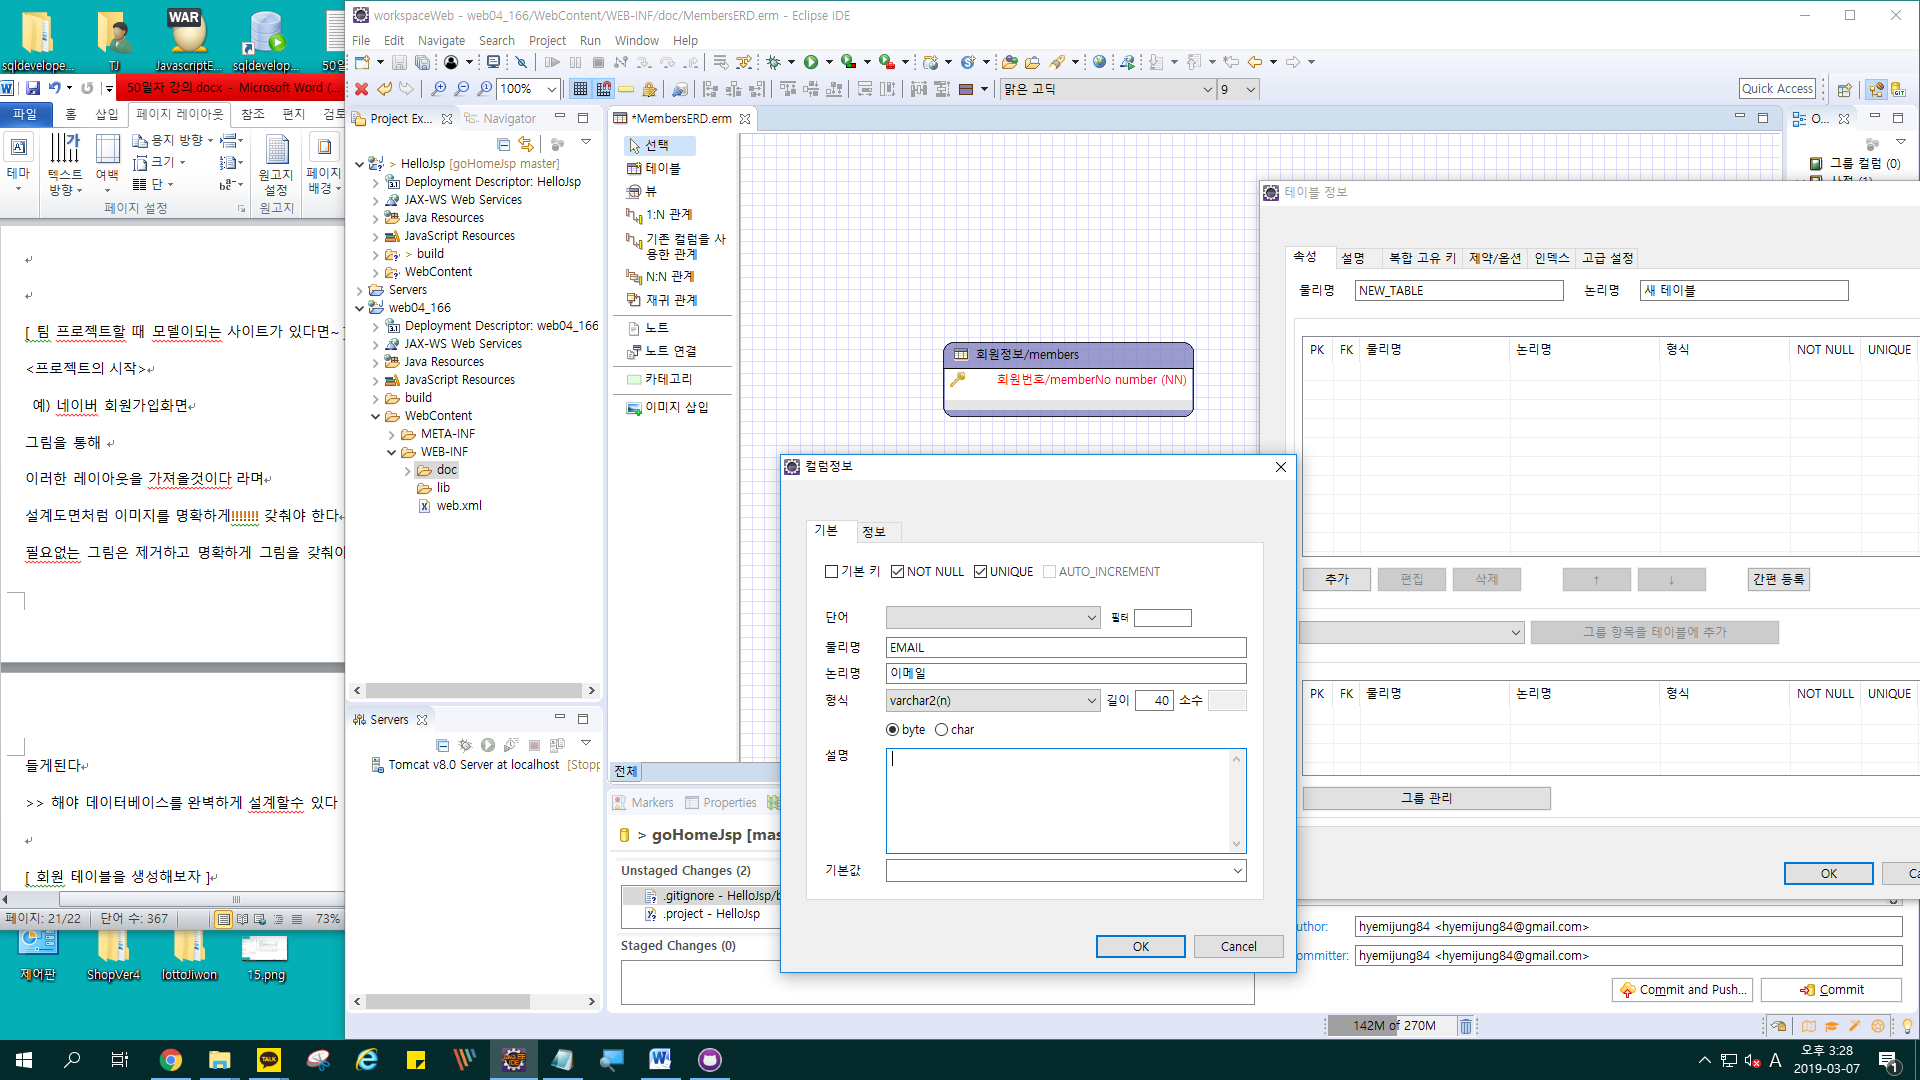 sqldevelope...
TJ
WAR
JavascriptE...
sqldevelop...
50일
50일차 강의.docx - Microsoft Word (...
파일
홈
삽입
페이지 레이아웃
참조
편지
검토
테마
텍스트 방향
여백
용지 방향
크기
단
원고지 설정
페이지 배경
페이지 설정
원고지
[ 팀 프로젝트할 때 모델이되는 사이트가 있다면~ ]
<프로젝트의 시작>
예) 네이버 회원가입화면
그림을 통해
이러한 레이아웃을 가져올것이다 라며
설계도면처럼 이미지를 명확하게!!!!!!! 갖춰야 한다
필요없는 그림은 제거하고 명확하게 그림을 갖춰야
들게된다
>> 해야 데이터베이스를 완벽하게 설계할수 있다
[ 회원 테이블을 생성해보자 ]
페이지: 21/22
단어 수: 367
73%
제어판
ShopVer4
lottoJiwon
15.png
workspaceWeb - web04_166/WebContent/WEB-INF/doc/MembersERD.erm - Eclipse IDE
File Edit Navigate Search Project Run Window Help
100%
맑은 고딕
9
Quick Access
Project Ex...
Navigator
> HelloJsp [goHomeJsp master]
Deployment Descriptor: HelloJsp
JAX-WS Web Services
Java Resources
JavaScript Resources
> build
WebContent
Servers
web04_166
Deployment Descriptor: web04_166
JAX-WS Web Services
Java Resources
JavaScript Resources
build
WebContent
META-INF
WEB-INF
doc
lib
web.xml
Servers
Tomcat v8.0 Server at localhost [Stopp
*MembersERD.erm
선택
테이블
뷰
1:N 관계
기존 컬럼을 사
용한 관계
N:N 관계
재귀 관계
노트
노트 연결
카테고리
이미지 삽입
전체
회원정보/members
회원번호/memberNo number (NN)
O...
그룹 컬럼 (0)
Markers
Properties
> goHomeJsp [mas
Unstaged Changes (2)
.gitignore - HelloJsp/b
.project - HelloJsp
Staged Changes (0)
컬럼정보
기본
정보
기본 키
NOT NULL
UNIQUE
AUTO_INCREMENT
단어
필터
물리명
EMAIL
논리명
이메일
형식
varchar2(n)
길이
40
소수
byte
char
설명
기본값
OK
Cancel
테이블 정보
속성
설명
복합 고유 키
제약/옵션
인덱스
고급 설정
물리명
NEW_TABLE
논리명
새 테이블
PK FK 물리명 논리명 형식 NOT NULL UNIQUE
추가
편집
삭제
↑
↓
간편 등록
그룹 항목을 테이블에 추가
PK FK 물리명 논리명 형식 NOT NULL UNIQUE
그룹 관리
OK
Ca
uthor:
hyemijung84 <hyemijung84@gmail.com>
ommitter:
hyemijung84 <hyemijung84@gmail.com>
Commit and Push...
Commit
142M of 270M
TALK
A
오후 3:28
2019-03-07
1